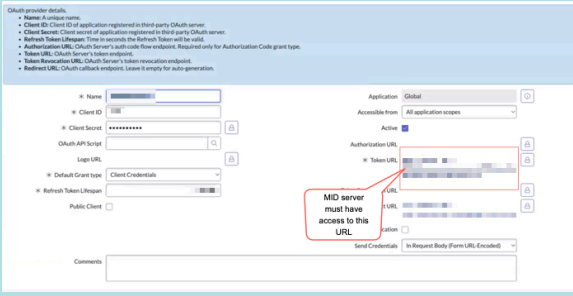 OAuth provider details.
• Name: A unique name.
• Client ID: Client ID of application registered in third-party OAuth server.
• Client Secret: Client secret of application registered in third-party OAuth server.
• Refresh Token Lifespan: Time in seconds the Refresh Token will be valid.
• Authorization URL: OAuth Server's auth code flow endpoint. Required only for Authorization Code grant type.
• Token URL: OAuth Server's token endpoint.
• Token Revocation URL: OAuth Server's token revocation endpoint.
• Redirect URL: OAuth callback endpoint. Leave it empty for auto-generation.
* Name
* Client ID
* Client Secret
OAuth API Script
Logo URL
* Default Grant type Client Credentials
* Refresh Token Lifespan
Public Client
Comments
Application Global
Accessible from All application scopes
Active
Authorization URL
* Token URL
URL
URL
Send Credentials In Request Body (Form URL-Encoded)
MID server
must have
access to this
URL